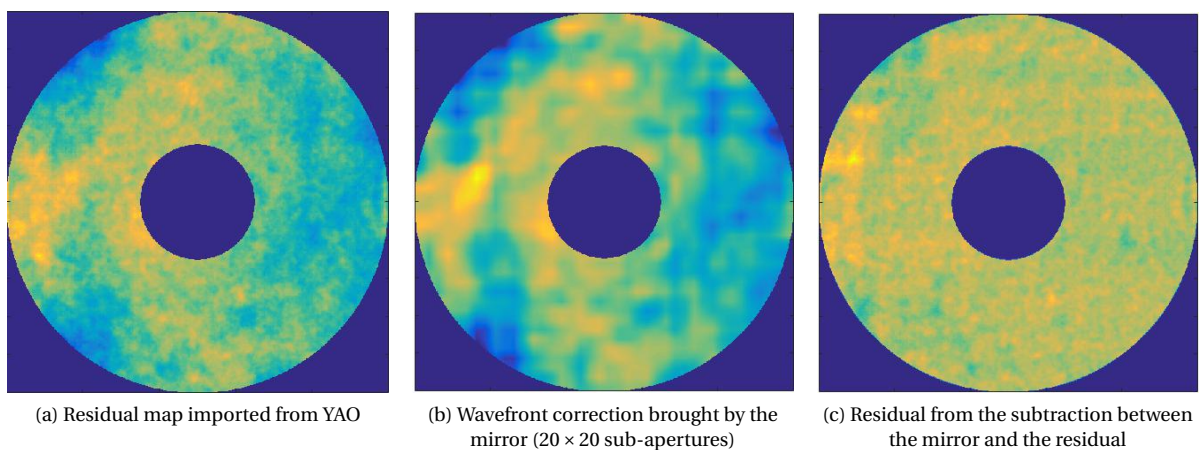 (a) Residual map imported from YAO
(b) Wavefront correction brought by the
mirror (20 × 20 sub-apertures)
(c) Residual from the subtraction between
the mirror and the residual